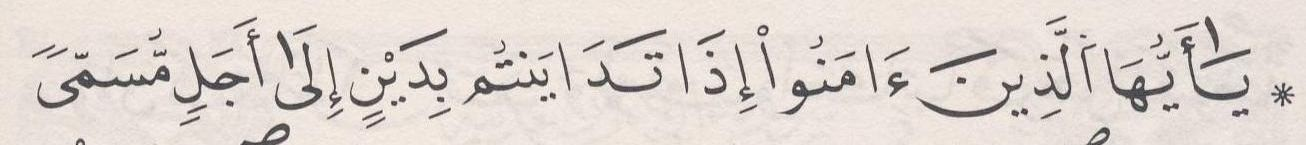 * يَـٰٓأَيُّهَا ٱلَّذِينَ ءَامَنُوٓا۟ إِذَا تَدَايَنتُم بِدَيْنٍ إِلَىٰٓ أَجَلٍ مُّسَمًّى